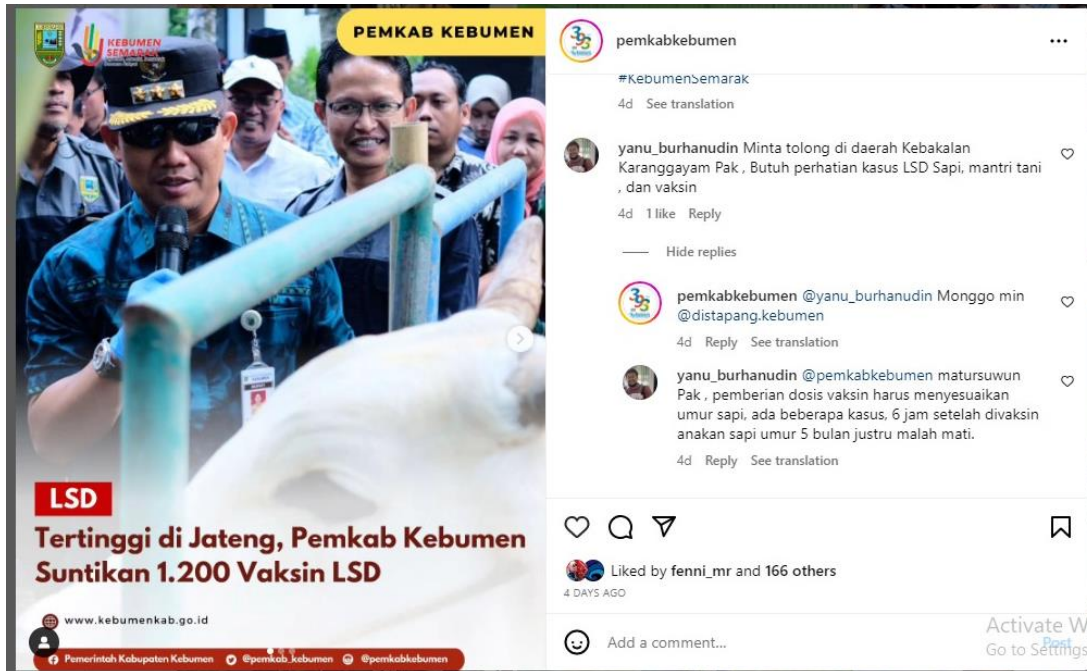 KEBUMEN
SEMARAK
PEMKAB KEBUMEN
LSD
Tertinggi di Jateng, Pemkab Kebumen
Suntikan 1.200 Vaksin LSD
www.kebumenkab.go.id
Pemerintah Kabupaten Kebumen @pemkab_kebumen @pemkabkebumen
pemkabkebumen
#KebumenSemarak
4d See translation
yanu_burhanudin Minta tolong di daerah Kebakalan
Karanggayam Pak , Butuh perhatian kasus LSD Sapi, mantri tani
, dan vaksin
4d 1 like Reply
Hide replies
pemkabkebumen @yanu_burhanudin Monggo min
@distapang.kebumen
4d Reply See translation
yanu_burhanudin @pemkabkebumen matursuwun
Pak , pemberian dosis vaksin harus menyesuaikan
umur sapi, ada beberapa kasus, 6 jam setelah divaksin
anakan sapi umur 5 bulan justru malah mati.
4d Reply See translation
Liked by fenni_mr and 166 others
4 DAYS AGO
Add a comment...
Post
Activate W
Go to Settings